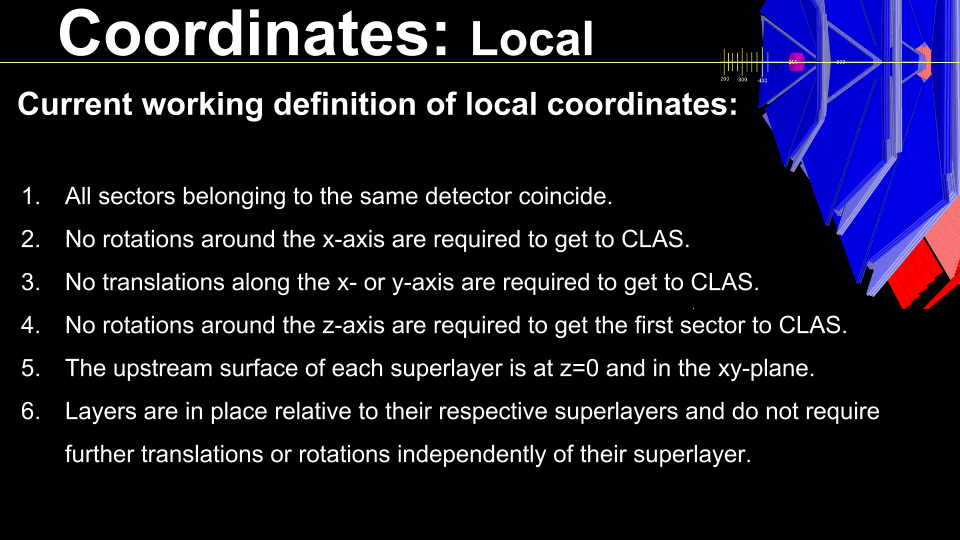 Coordinates: Local
200 -300 -400
Current working definition of local coordinates:
1. All sectors belonging to the same detector coincide.
2. No rotations around the x-axis are required to get to CLAS.
3. No translations along the x- or y-axis are required to get to CLAS.
4. No rotations around the z-axis are required to get the first sector to CLAS.
5. The upstream surface of each superlayer is at z=0 and in the xy-plane.
6. Layers are in place relative to their respective superlayers and do not require
further translations or rotations independently of their superlayer.